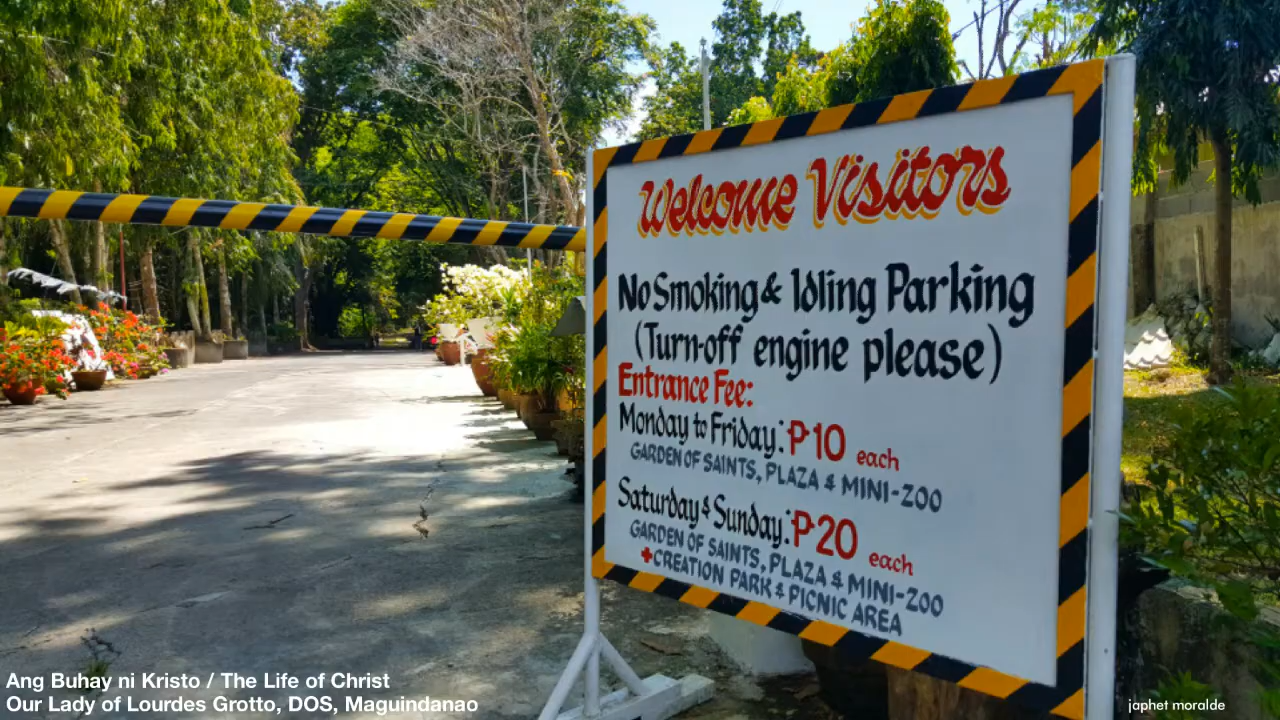 Welcome Visitors
No Smoking & Idling Parking
(Turn-off engine please)
Entrance Fee:
Monday to Friday: ₱10 each
GARDEN OF SAINTS, PLAZA & MINI-ZOO
Saturday & Sunday: ₱20 each
GARDEN OF SAINTS, PLAZA & MINI-ZOO
+CREATION PARK & PICNIC AREA
Ang Buhay ni Kristo / The Life of Christ
Our Lady of Lourdes Grotto, DOS, Maguindanao
japhet moralde